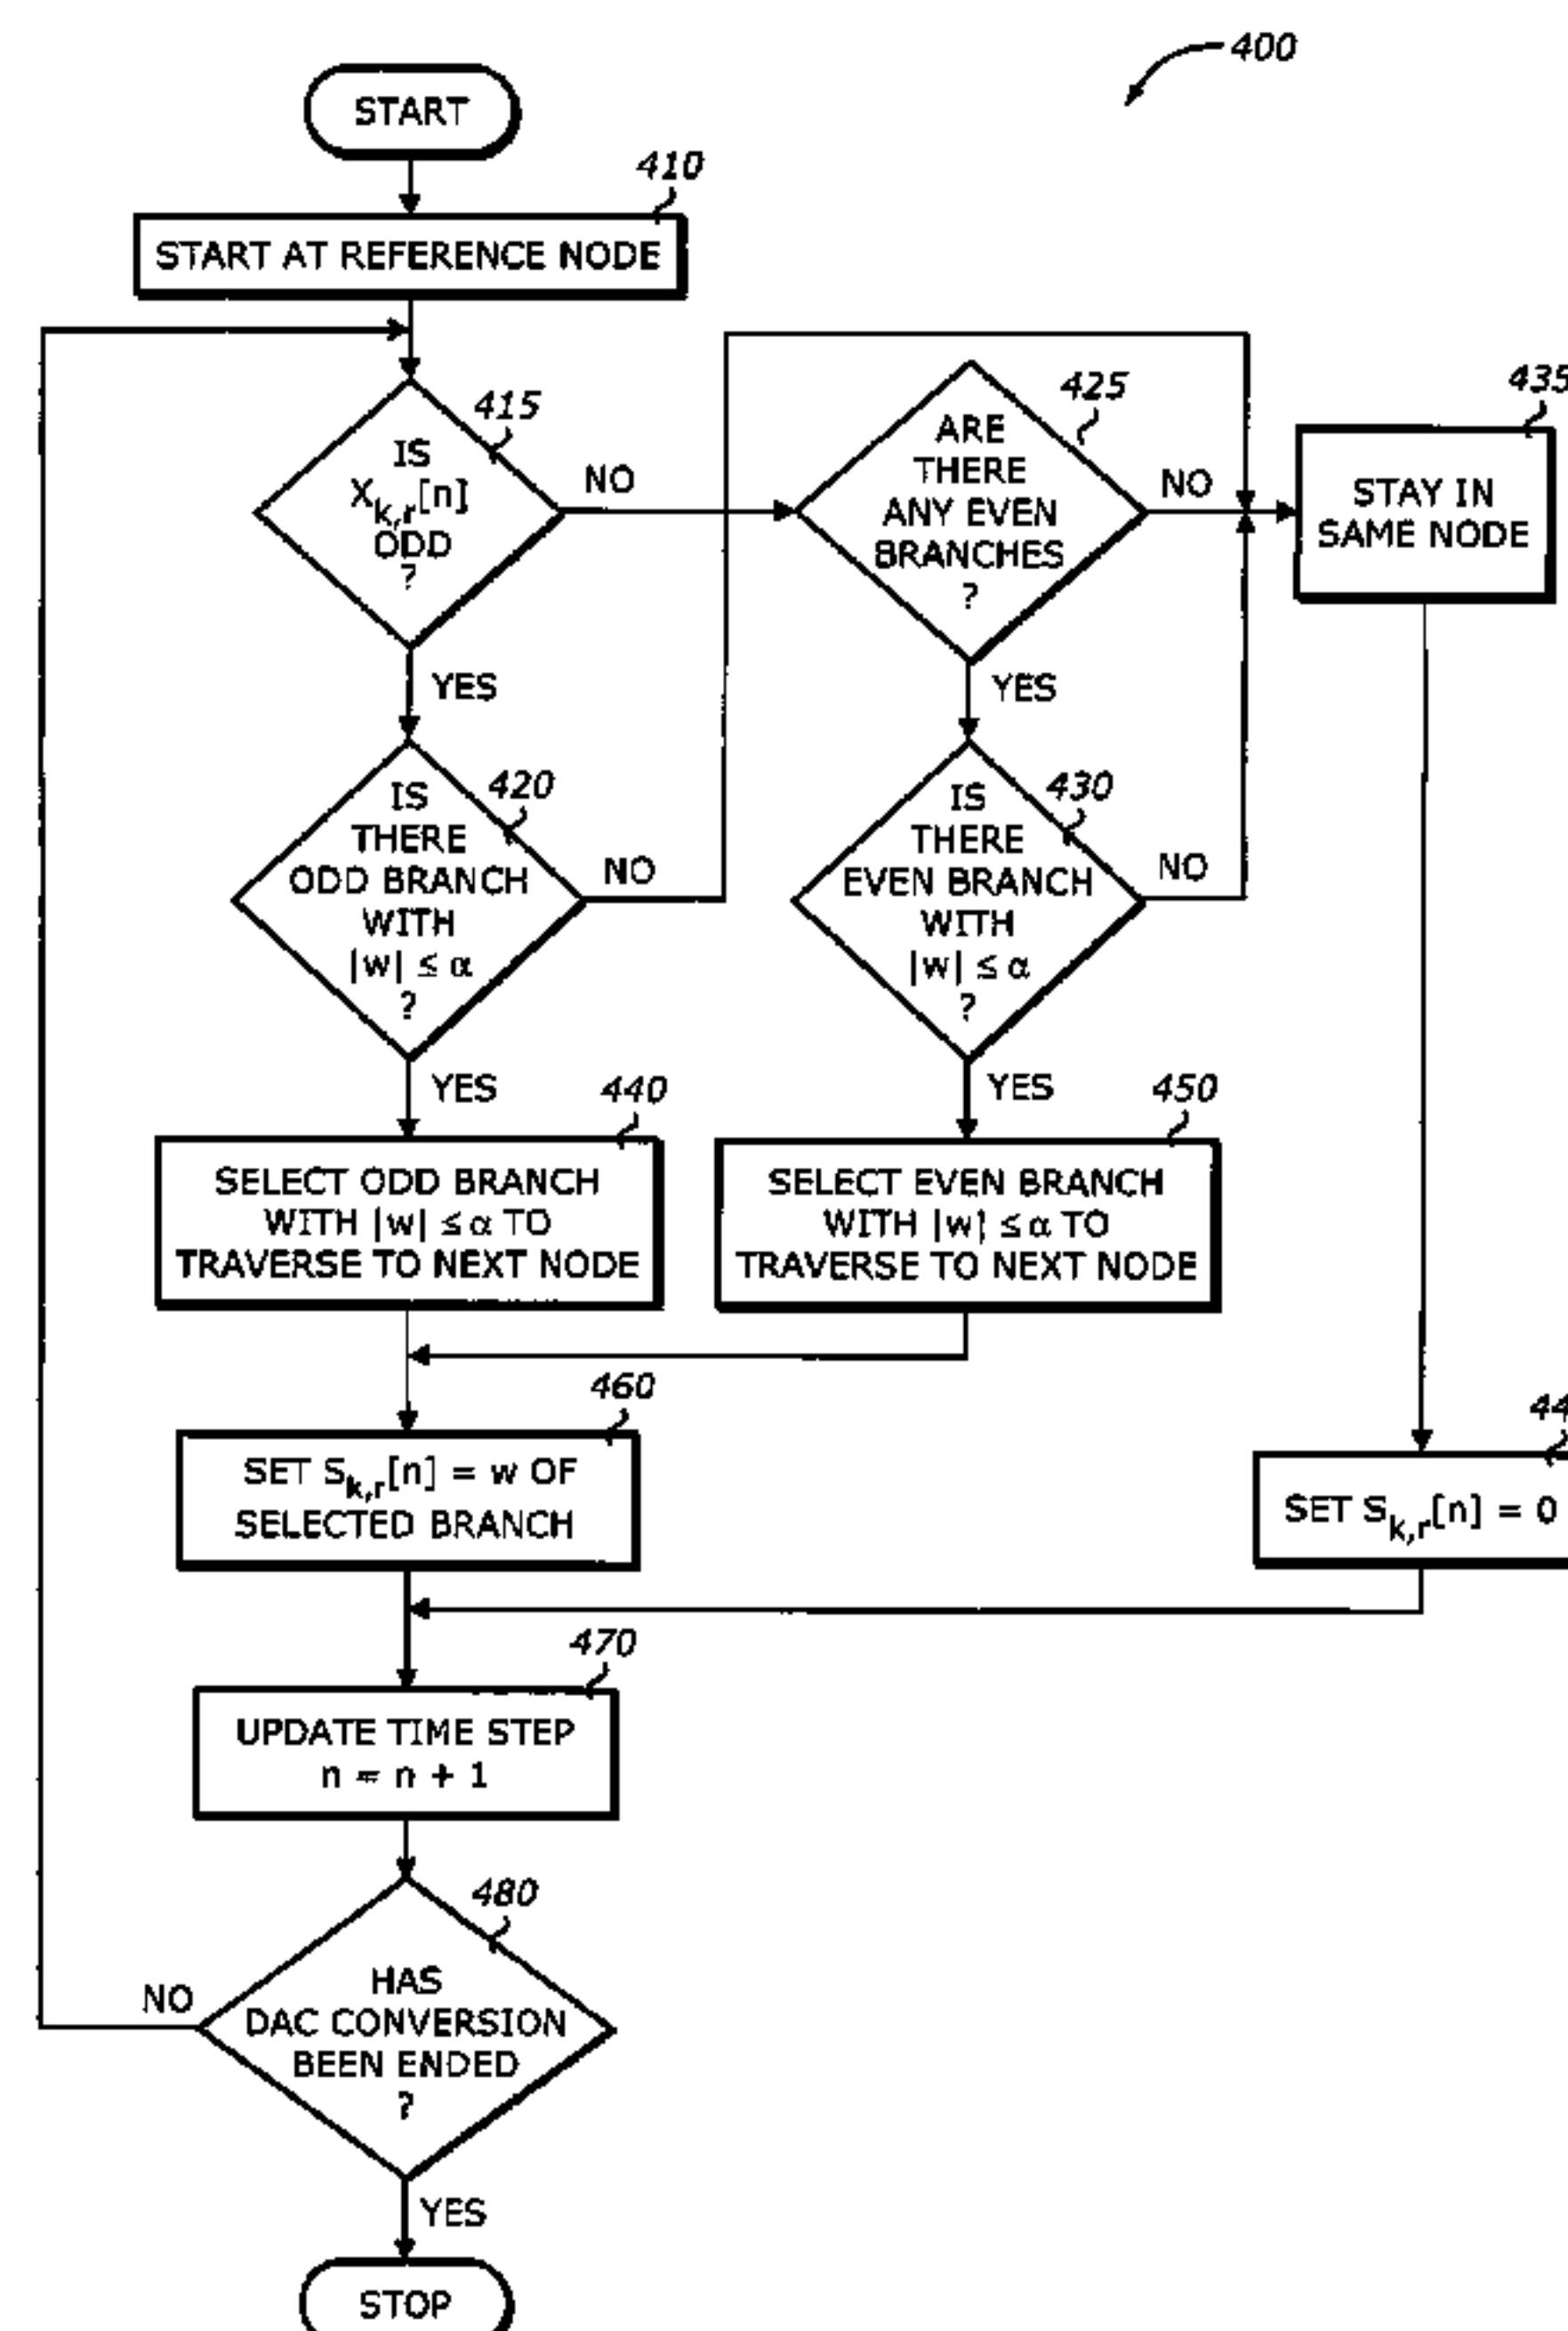 400
START
410
START AT REFERENCE NODE
415
IS
Xk,r[n]
ODD
?
NO
YES
425
ARE
THERE
ANY EVEN
BRANCHES
?
NO
YES
435
STAY IN
SAME NODE
420
IS
THERE
ODD BRANCH
WITH
|w| ≤ α
?
NO
YES
430
IS
THERE
EVEN BRANCH
WITH
|w| ≤ α
?
NO
YES
440
SELECT ODD BRANCH
WITH |w| ≤ α TO
TRAVERSE TO NEXT NODE
450
SELECT EVEN BRANCH
WITH |w| ≤ α TO
TRAVERSE TO NEXT NODE
460
SET Sk,r[n] = w OF
SELECTED BRANCH
SET Sk,r[n] = 0
470
UPDATE TIME STEP
n = n + 1
480
HAS
DAC CONVERSION
BEEN ENDED
?
NO
YES
STOP